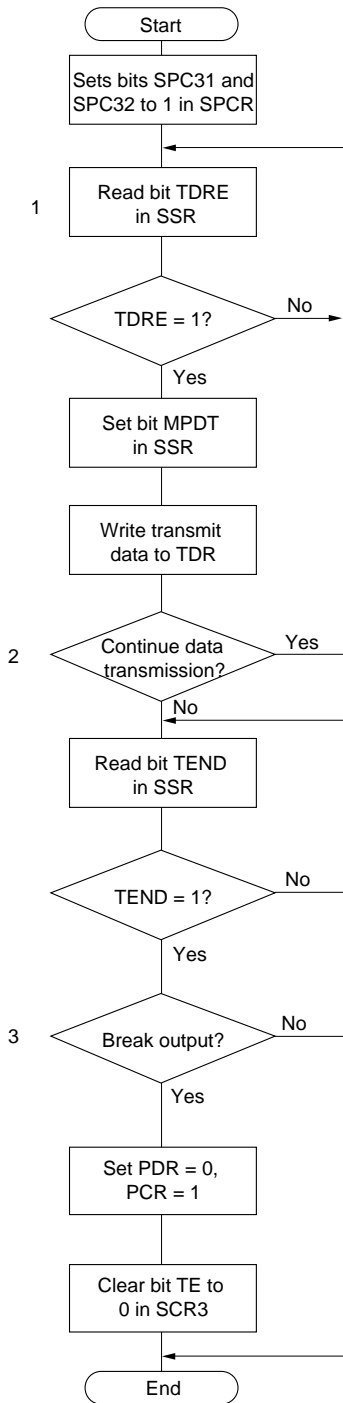 Start
Sets bits SPC31 and
SPC32 to 1 in SPCR
1
Read bit TDRE
in SSR
TDRE = 1?
No
Yes
Set bit MPDT
in SSR
Write transmit
data to TDR
2
Continue data
transmission?
Yes
No
Read bit TEND
in SSR
TEND = 1?
No
Yes
3
Break output?
No
Yes
Set PDR = 0,
PCR = 1
Clear bit TE to
0 in SCR3
End